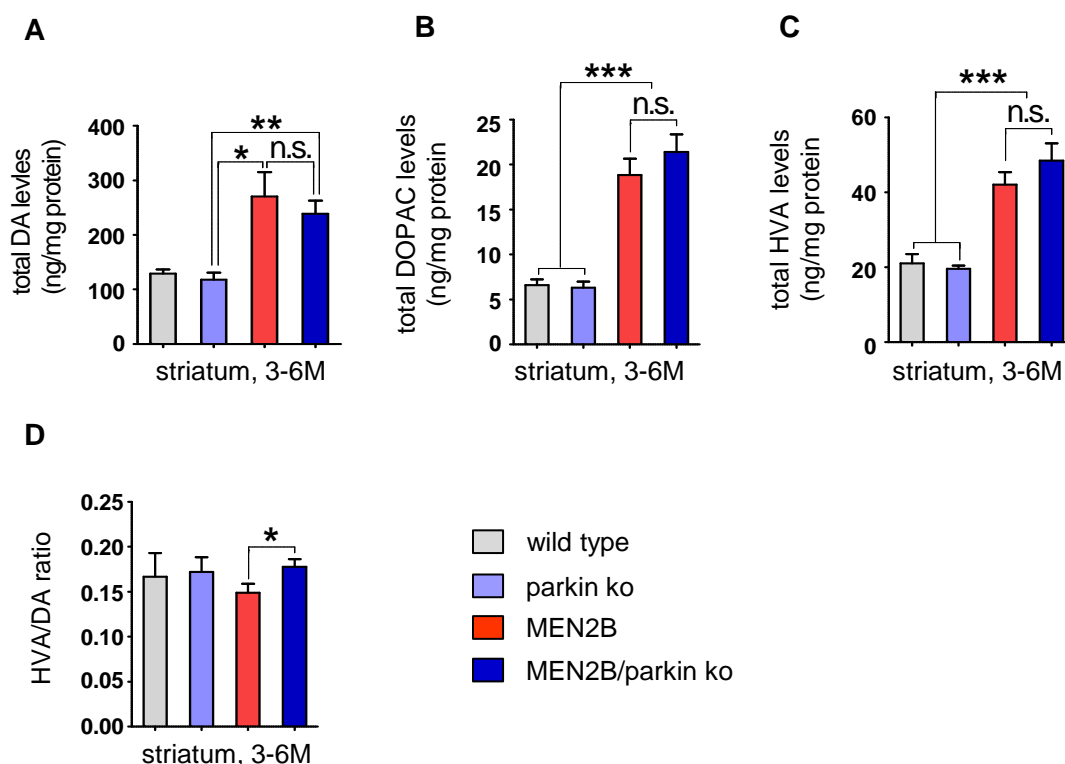 A
total DA levles
(ng/mg protein)
400
300
200
100
0
**
*
n.s.
striatum, 3-6M
B
total DOPAC levels
(ng/mg protein
25
20
15
10
5
0
***
n.s.
striatum, 3-6M
C
total HVA levels
(ng/mg protein)
60
40
20
0
***
n.s.
striatum, 3-6M
D
HVA/DA ratio
0.25
0.20
0.15
0.10
0.05
0.00
*
striatum, 3-6M
wild type
parkin ko
MEN2B
MEN2B/parkin ko